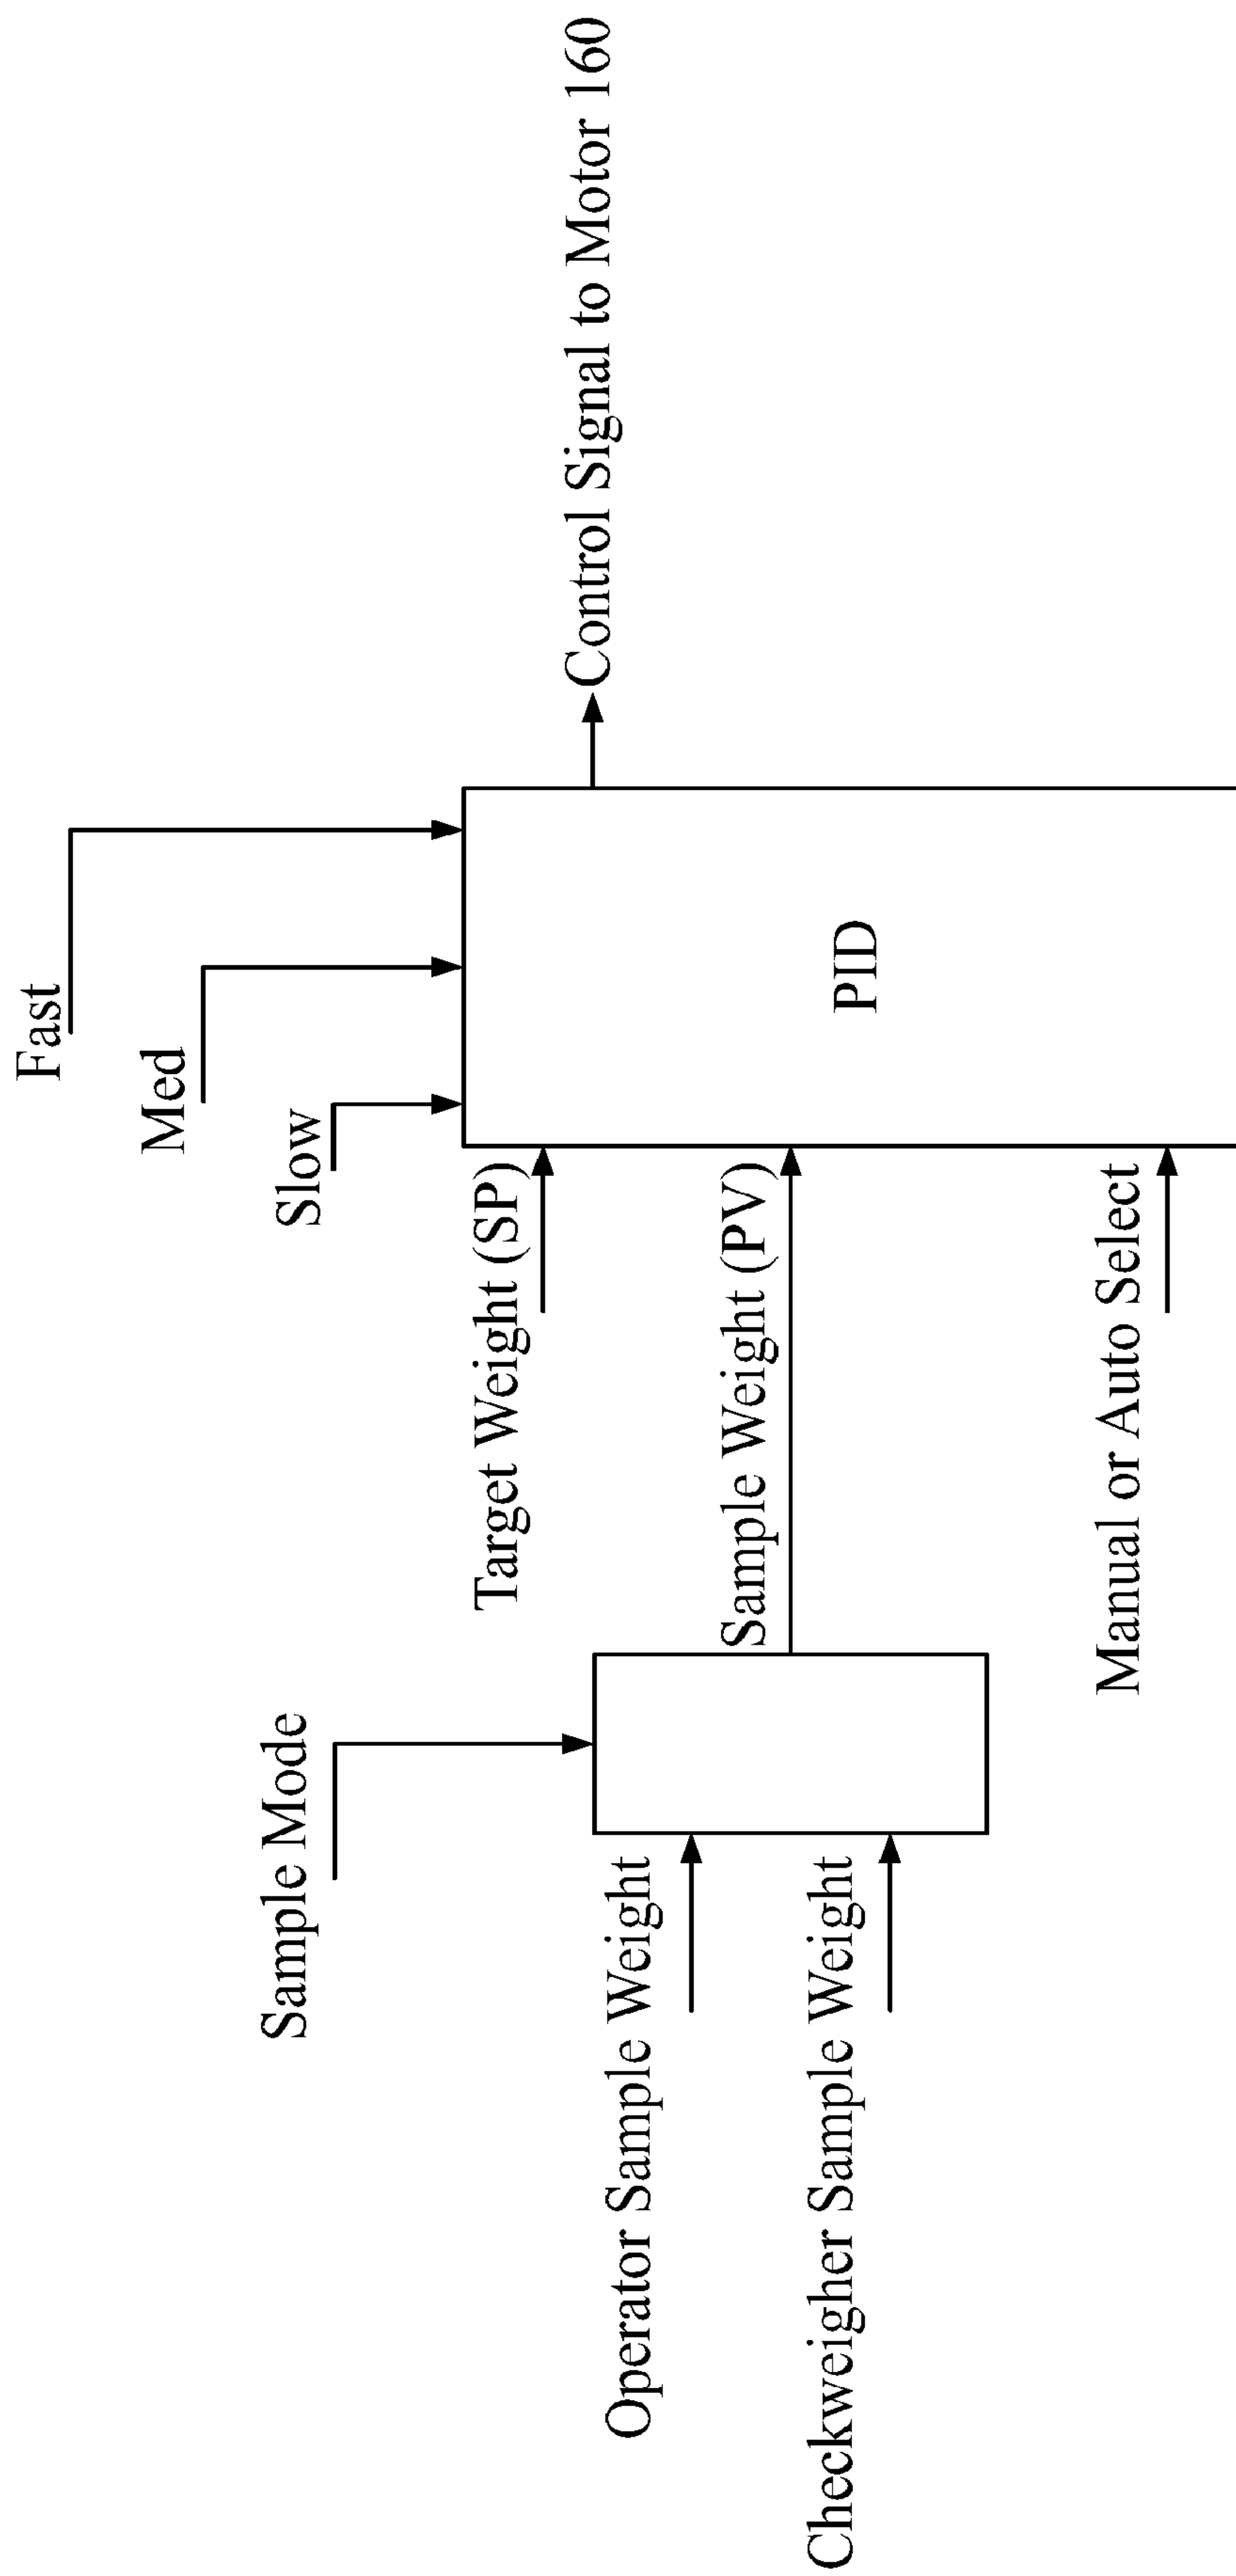 Fast
Med
Slow
Sample Mode
Target Weight (SP)
Control Signal to Motor 160
Operator Sample Weight
Sample Weight (PV)
Checkweigher Sample Weight
PID
Manual or Auto Select